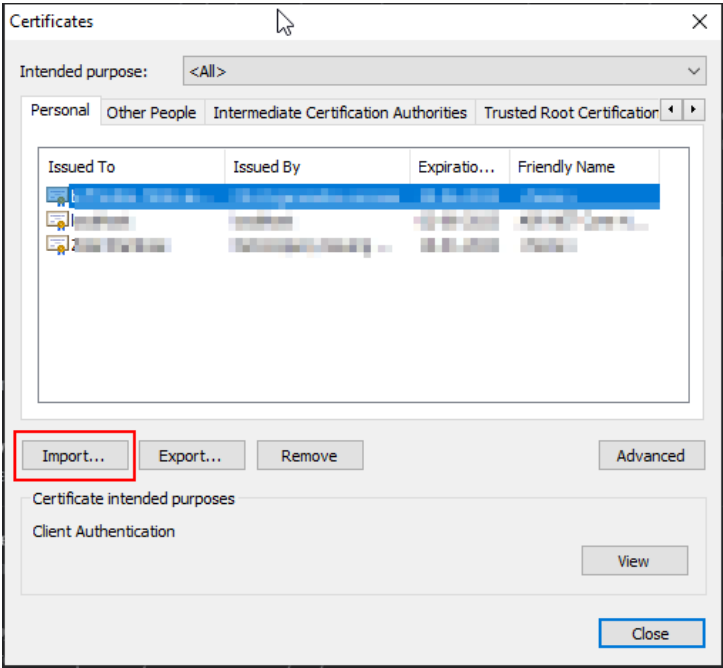 Certificates
Intended purpose: <All>
Personal Other People Intermediate Certification Authorities Trusted Root Certification
Issued To Issued By Expiratio... Friendly Name
Import... Export... Remove Advanced
Certificate intended purposes
Client Authentication
View
Close